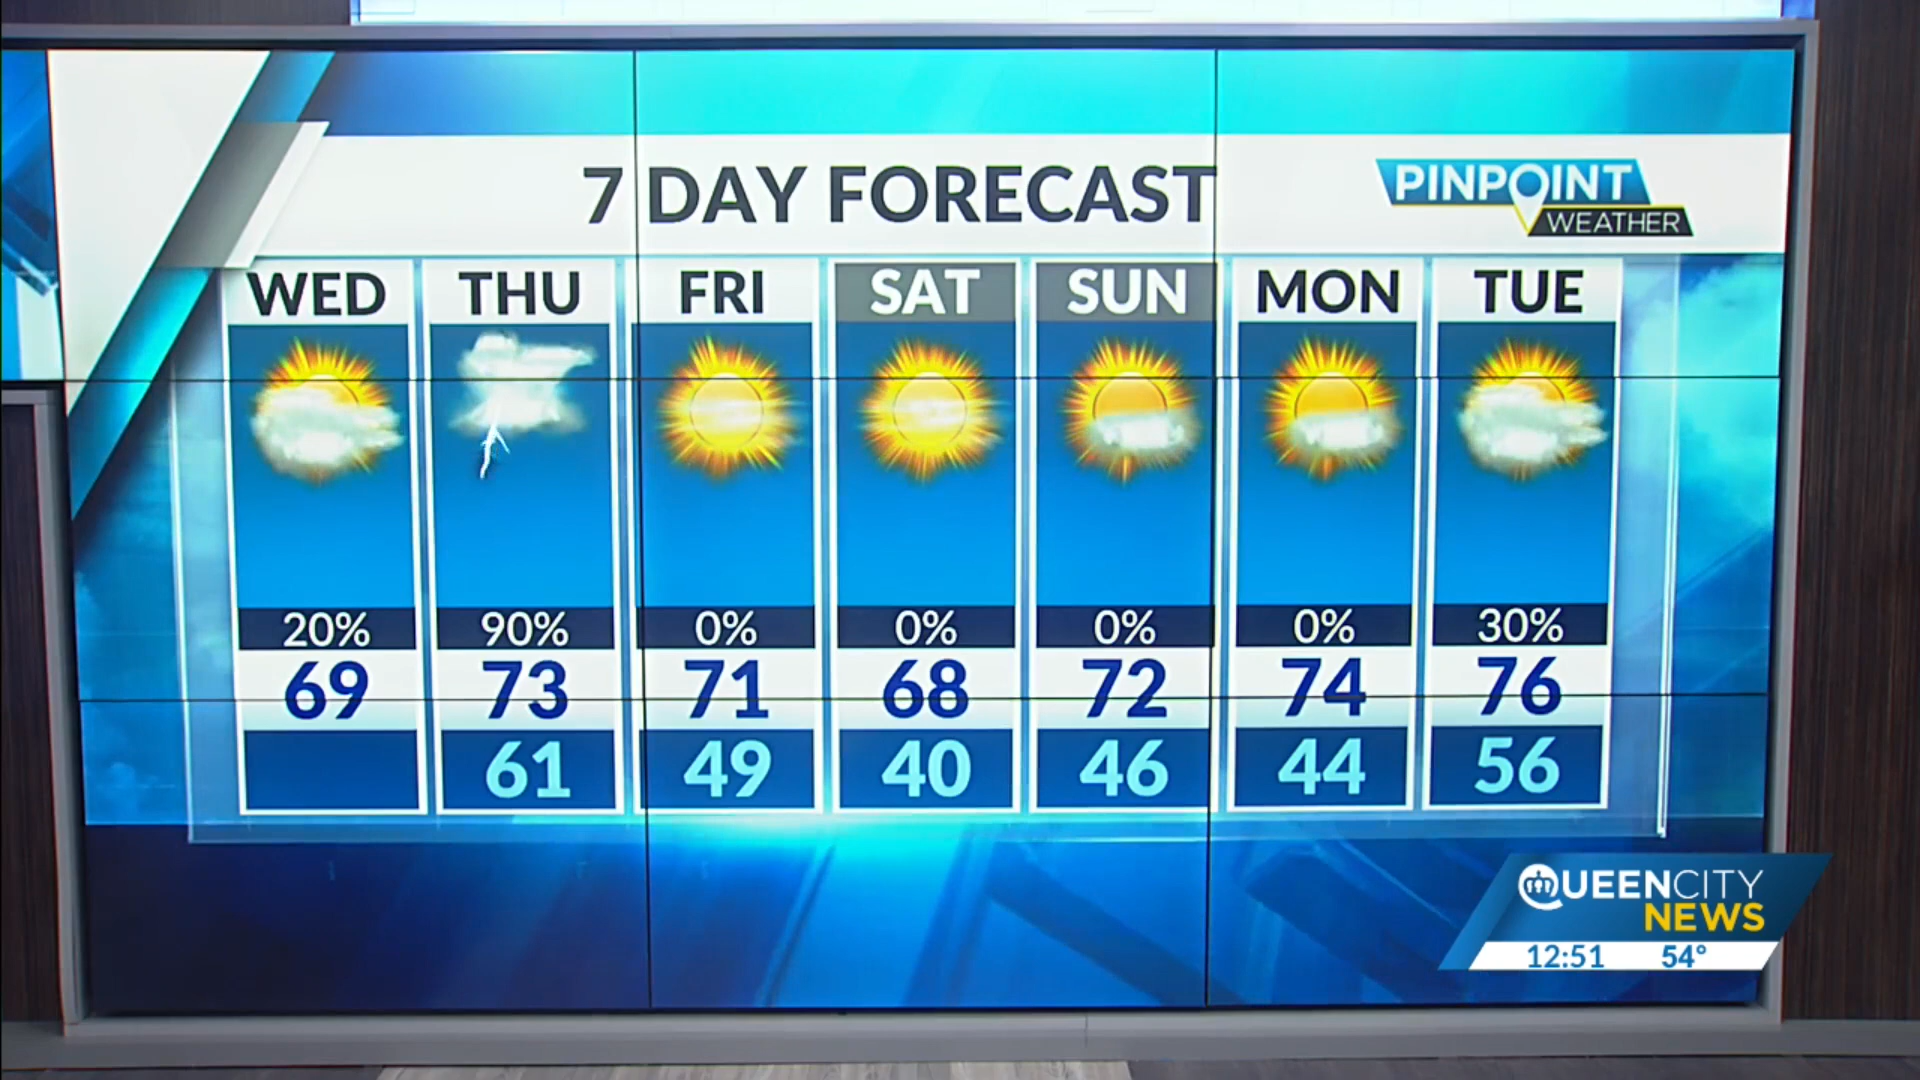 7 DAY FORECAST
PINPOINT
WEATHER
WED THU FRI SAT SUN MON TUE
20% 90% 0% 0% 0% 0% 30%
69 73 71 68 72 74 76
61 49 40 46 44 56
QUEENCITY
NEWS
12:51 54°